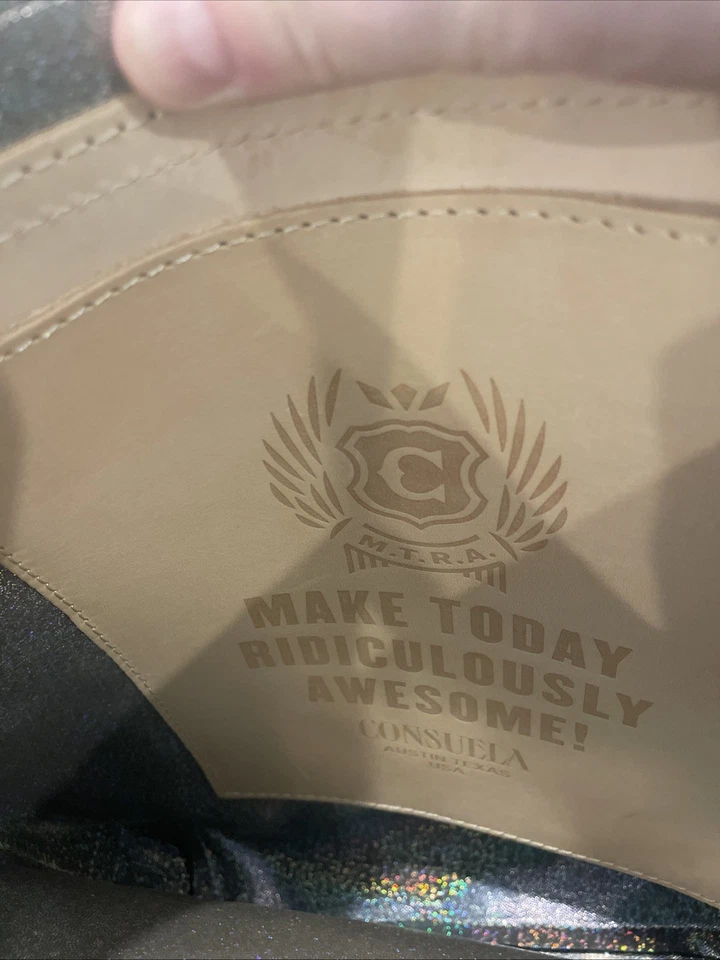 C
M.T.R.A.
MAKE TODAY
RIDICULOUSLY
AWESOME!
CONSUELA
AUSTIN TEXAS
USA